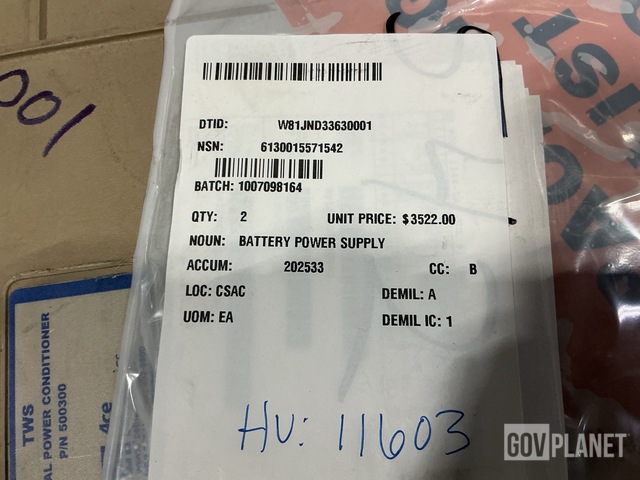 DTID: W81JND33630001
NSN: 6130015571542
BATCH: 1007098164
QTY: 2 UNIT PRICE: $3522.00
NOUN: BATTERY POWER SUPPLY
ACCUM: 202533 CC: B
LOC: CSAC DEMIL: A
UOM: EA DEMIL IC: 1
HU: 11603
001
TWS
AL POWER CONDITIONER
P/N 500300
4ce
GOVPLANET